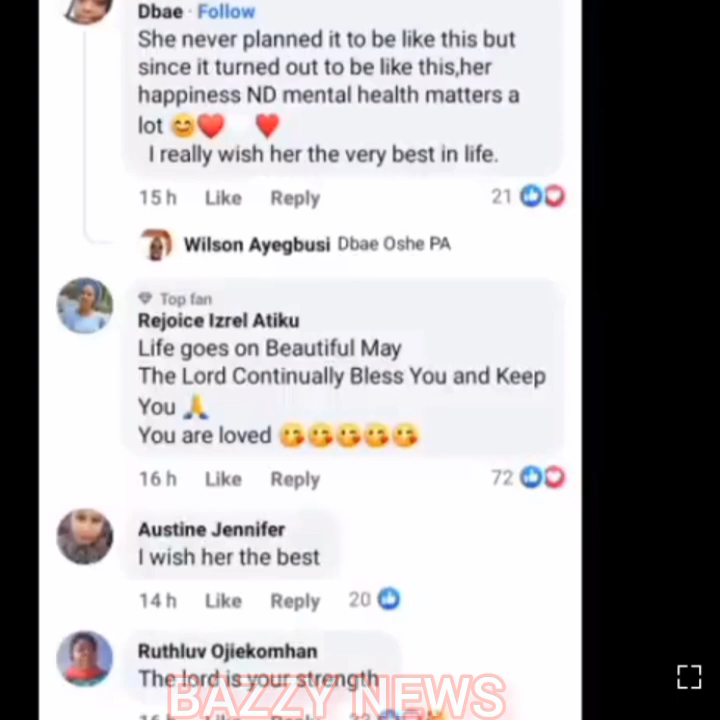 Dbae · Follow
She never planned it to be like this but
since it turned out to be like this,her
happiness ND mental health matters a
lot 😊❤️ ❤️
I really wish her the very best in life.
15 h Like Reply 21
Wilson Ayegbusi Dbae Oshe PA
Top fan
Rejoice Izrel Atiku
Life goes on Beautiful May
The Lord Continually Bless You and Keep
You 🙏
You are loved 😘😘😘😘😘
16 h Like Reply 72
Austine Jennifer
I wish her the best
14 h Like Reply 20
Ruthluv Ojiekomhan
The lord is your strength
BAZZY NEWS